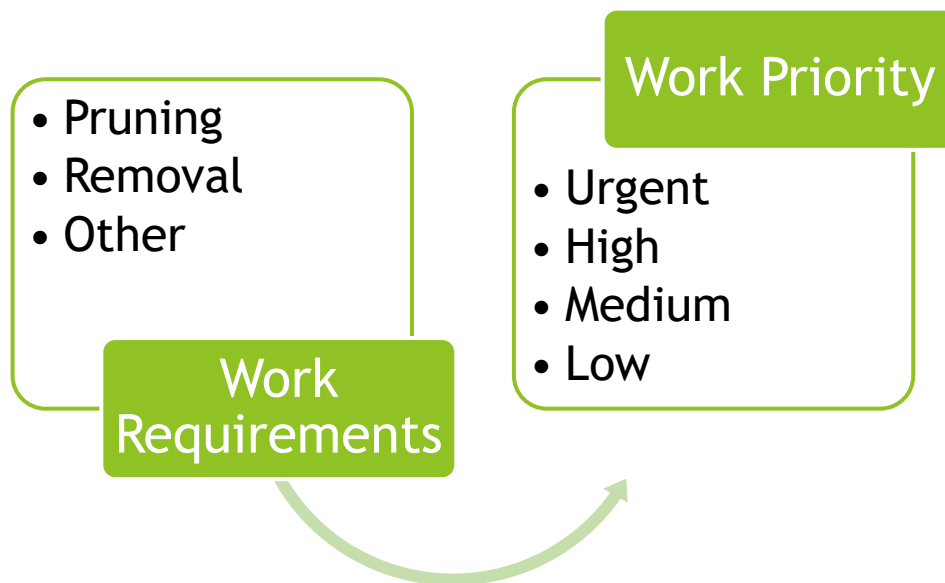 • Pruning
• Removal
• Other
Work
Requirements
Work Priority
• Urgent
• High
• Medium
• Low